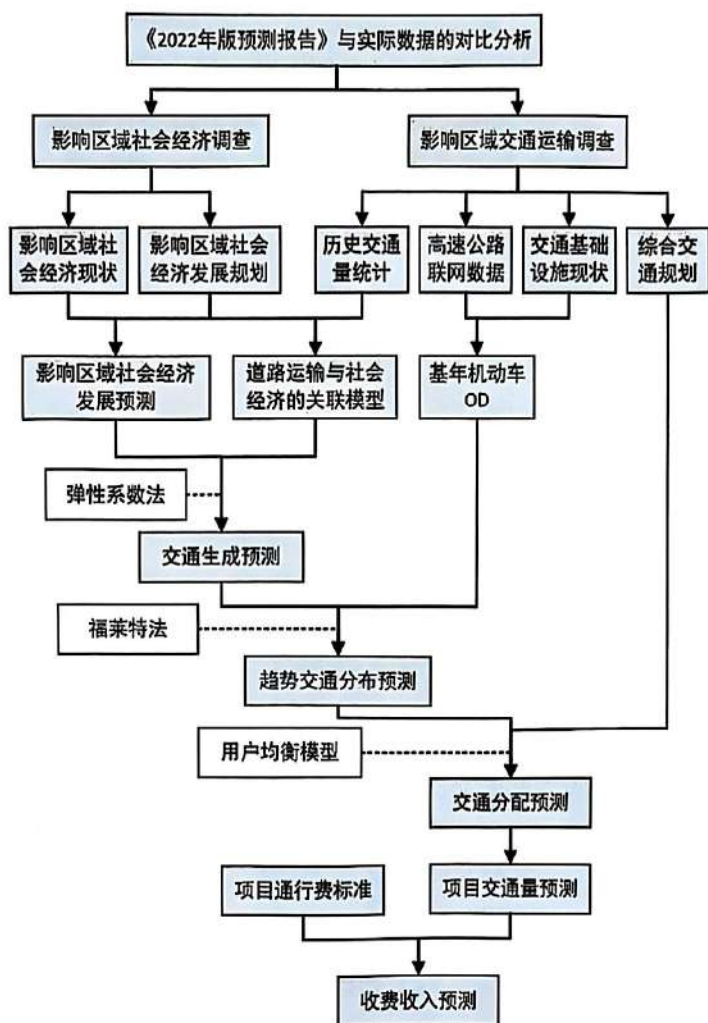 《2022年版预测报告》与实际数据的对比分析
影响区域社会经济调查
影响区域交通运输调查
影响区域社
会经济现状
影响区域社会
经济发展规划
历史交通
量统计
高速公路
联网数据
交通基础
设施现状
综合交
通规划
影响区域社会经济
发展预测
道路运输与社会
经济的关联模型
基年机动车
OD
弹性系数法
交通生成预测
福莱特法
趋势交通分布预测
用户均衡模型
交通分配预测
项目通行费标准
项目交通量预测
收费收入预测